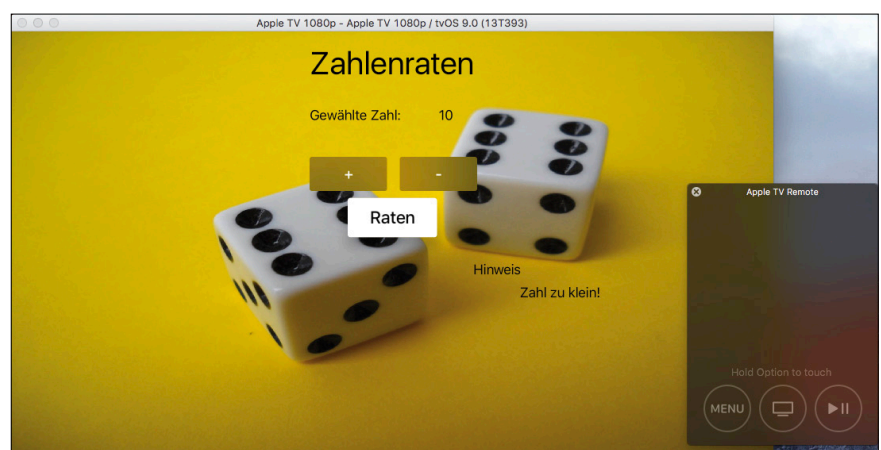 Apple TV 1080p - Apple TV 1080p / tvOS 9.0 (13T393)
Zahlenraten
Gewählte Zahl: 10
+ -
Raten
Hinweis
Zahl zu klein!
Apple TV Remote
Hold Option to touch
MENU